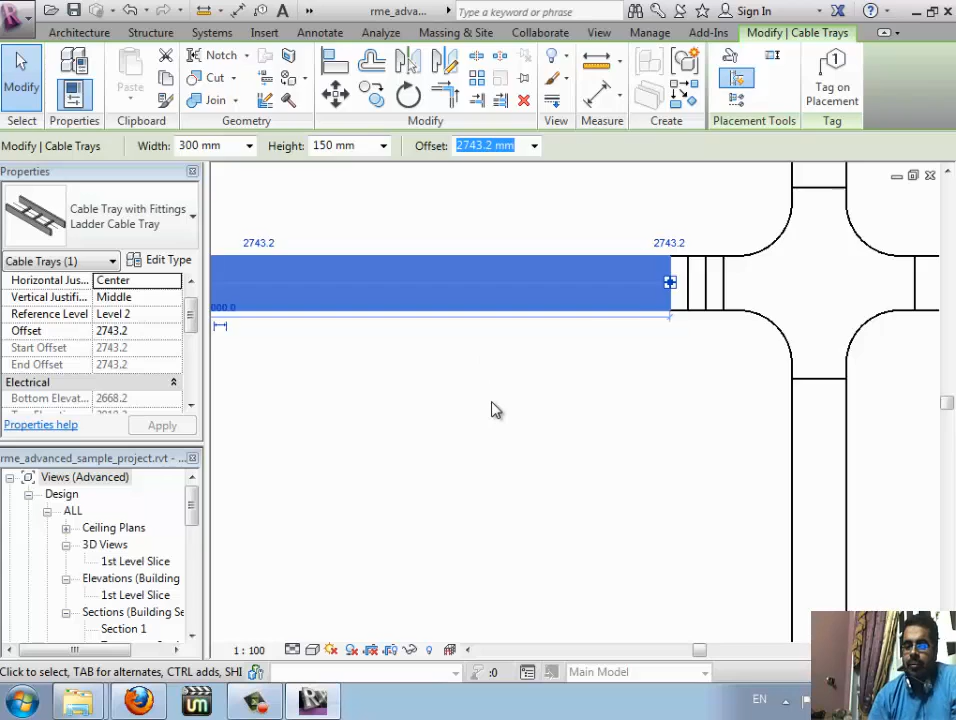 rme_adva...
Type a keyword or phrase
Sign In
Architecture Structure Systems Insert Annotate Analyze Massing & Site Collaborate View Manage Add-Ins Modify | Cable Trays
Modify
Properties
Paste
Notch
Cut
Join
Tag on
Placement
Select Properties Clipboard Geometry Modify View Measure Create Placement Tools Tag
Modify | Cable Trays Width: 300 mm Height: 150 mm Offset: 2743.2 mm
Properties
Cable Tray with Fittings
Ladder Cable Tray
Cable Trays (1) Edit Type
Horizontal Jus... Center
Vertical Justifi... Middle
Reference Level Level 2
Offset 2743.2
Start Offset 2743.2
End Offset 2743.2
Electrical
Bottom Elevat... 2668.2
Properties help Apply
rme_advanced_sample_project.rvt - ...
Views (Advanced)
Design
ALL
Ceiling Plans
3D Views
1st Level Slice
Elevations (Building
1st Level Slice
Sections (Building Se
Section 1
2743.2 2743.2
000.0
1 : 100
Click to select, TAB for alternates, CTRL adds, SHI
:0
Main Model
EN